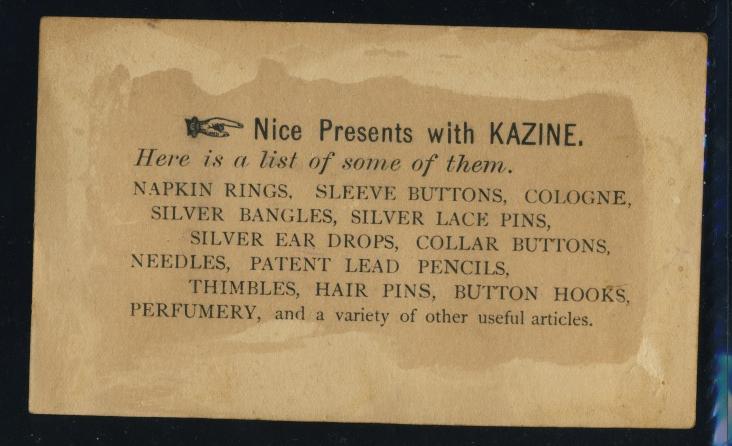 Nice Presents with KAZINE.
Here is a list of some of them.
NAPKIN RINGS, SLEEVE BUTTONS, COLOGNE,
SILVER BANGLES, SILVER LACE PINS,
SILVER EAR DROPS, COLLAR BUTTONS,
NEEDLES, PATENT LEAD PENCILS,
THIMBLES, HAIR PINS, BUTTON HOOKS,
PERFUMERY, and a variety of other useful articles.